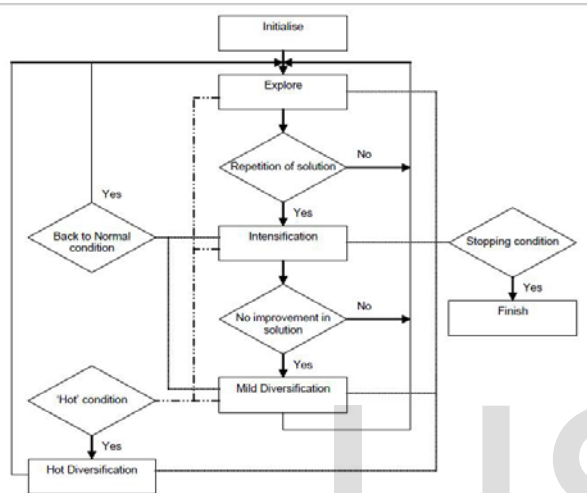 Initialise
Explore
Repetition of solution
No
Yes
Yes
Back to Normal
condition
Intensification
Stopping condition
Yes
Finish
No improvement in
solution
No
Yes
'Hot' condition
Mild Diversification
Yes
Hot Diversification